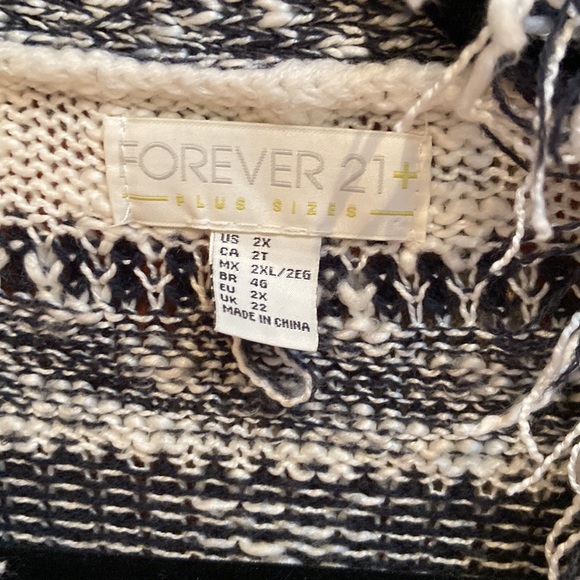 FOREVER 21+
PLUS SIZES
US 2X
CA 2T
MX 2XL/2EG
BR 4G
EU 2X
UK 22
MADE IN CHINA